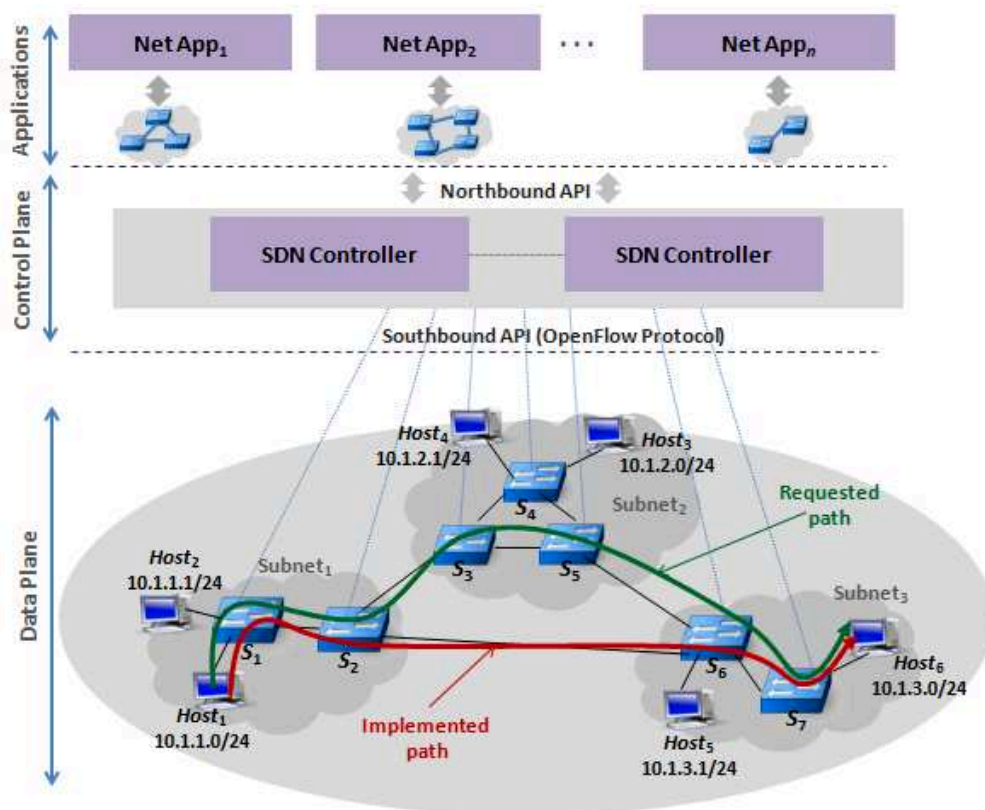 Applications
Net App1
Net App2
...
Net Appn
Control Plane
Northbound API
SDN Controller
SDN Controller
Southbound API (OpenFlow Protocol)
Data Plane
Host4
10.1.2.1/24
Host3
10.1.2.0/24
S4
Subnet2
Requested
path
S3
S5
Host2
10.1.1.1/24
Subnet1
Subnet3
S1
S2
S6
S7
Host6
10.1.3.0/24
Host1
10.1.1.0/24
Implemented
path
Host5
10.1.3.1/24